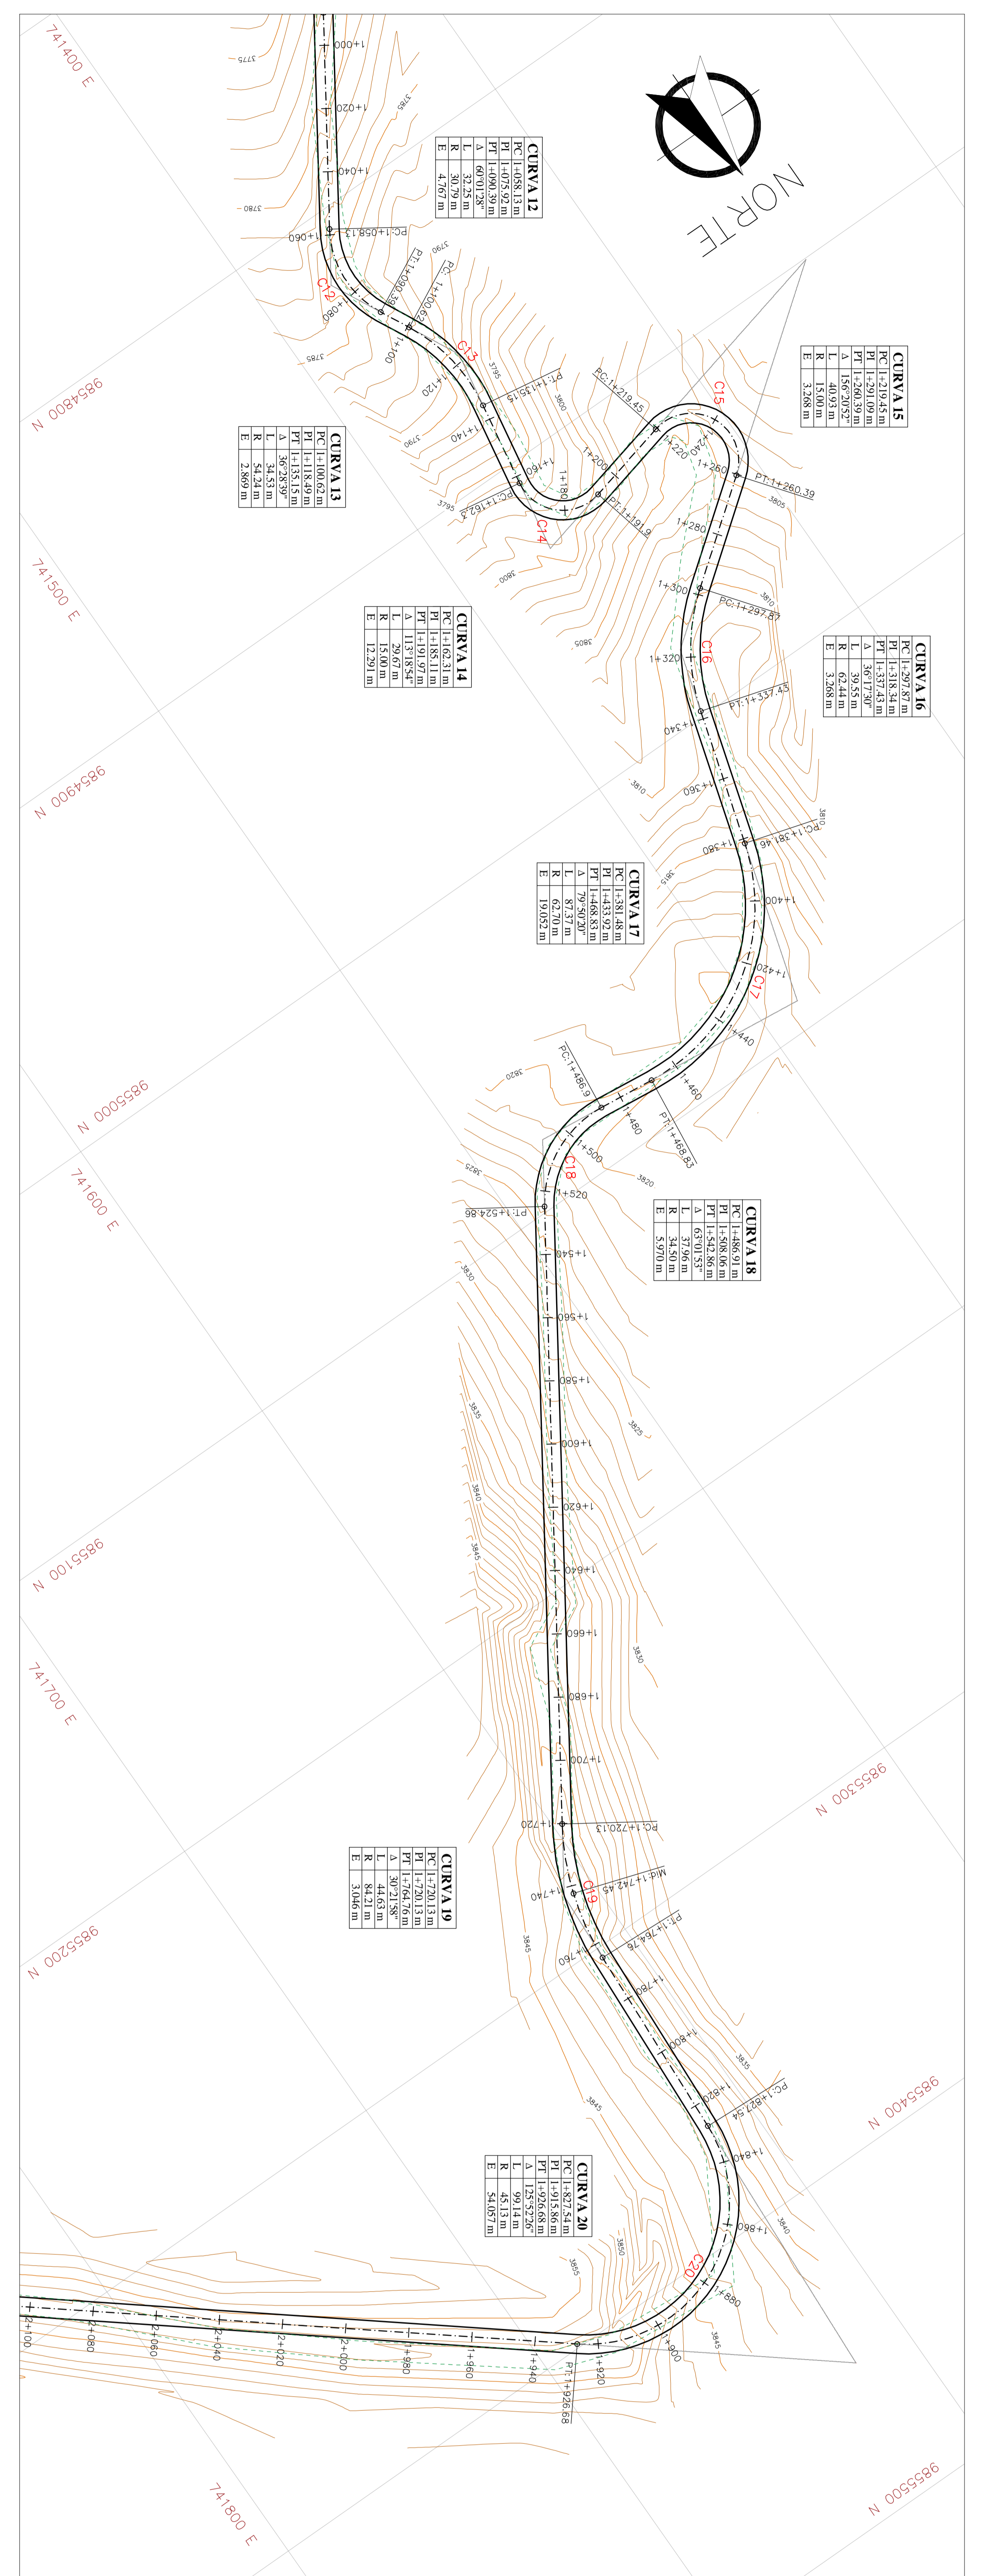 NORTE
CURVA 12
PC 1+058.13 m
PI 1+075.92 m
PT 1+090.39 m
Δ 60°01'28"
L 32.25 m
R 30.79 m
E 4.767 m
CURVA 13
PC 1+100.62 m
PI 1+118.49 m
PT 1+135.15 m
Δ 36°28'39"
L 34.53 m
R 54.24 m
E 2.869 m
CURVA 14
PC 1+162.31 m
PI 1+185.11 m
PT 1+191.97 m
Δ 113°18'54"
L 29.67 m
R 15.00 m
E 12.291 m
CURVA 15
PC 1+219.45 m
PI 1+291.09 m
PT 1+260.39 m
Δ 156°20'52"
L 40.93 m
R 15.00 m
E 3.268 m
CURVA 16
PC 1+297.87 m
PI 1+318.34 m
PT 1+337.43 m
Δ 36°17'30"
L 39.55 m
R 62.44 m
E 3.268 m
CURVA 17
PC 1+381.48 m
PI 1+433.92 m
PT 1+468.83 m
Δ 79°50'20"
L 87.37 m
R 62.70 m
E 19.052 m
CURVA 18
PC 1+486.91 m
PI 1+508.06 m
PT 1+542.86 m
Δ 63°01'53"
L 37.96 m
R 34.50 m
E 5.970 m
CURVA 19
PC 1+720.13 m
PI 1+720.13 m
PT 1+764.76 m
Δ 30°21'58"
L 44.63 m
R 84.21 m
E 3.046 m
CURVA 20
PC 1+827.54 m
PI 1+915.86 m
PT 1+926.68 m
Δ 125°52'26"
L 99.14 m
R 45.13 m
E 54.057 m
741400 E
741500 E
741600 E
741700 E
741800 E
9854800 N
9854900 N
9855000 N
9855100 N
9855200 N
9855300 N
9855400 N
9855500 N
1+000
1+020
1+040
1+060
PC:1+058.13
C12
1+080
PT:1+090.39
PC: 1+100.62
1+100
C13
1+120
PT:1+135.15
1+140
1+160
PC:1+162.3
C14
1+180
PT:1+191.9
1+200
PC:1+219.45
1+220
C15
1+240
1+260
PT:1+260.39
1+280
PC:1+297.87
1+300
C16
1+320
PT:1+337.43
1+340
1+360
1+380
PC:1+381.46
1+400
1+420
C17
1+440
1+460
PT:1+468.83
1+480
PC:1+486.9
1+500
C18
1+520
PT:1+524.86
1+540
1+560
1+580
1+600
1+620
1+640
1+660
1+680
1+700
1+720
PC:1+720.13
Mid:1+742.45
C19
1+740
1+760
PT:1+764.76
1+780
1+800
1+820
PC:1+827.54
1+840
1+860
C20
1+880
1+900
1+920
PT:1+926.68
1+940
1+960
1+980
2+000
2+020
2+040
2+060
2+080
2+100
3775
3785
3780
3790
3785
3795
3800
3790
3795
3800
3805
3805
3810
3810
3810
3815
3820
3820
3825
3830
3835
3825
3840
3845
3830
3845
3835
3845
3840
3850
3855
3845